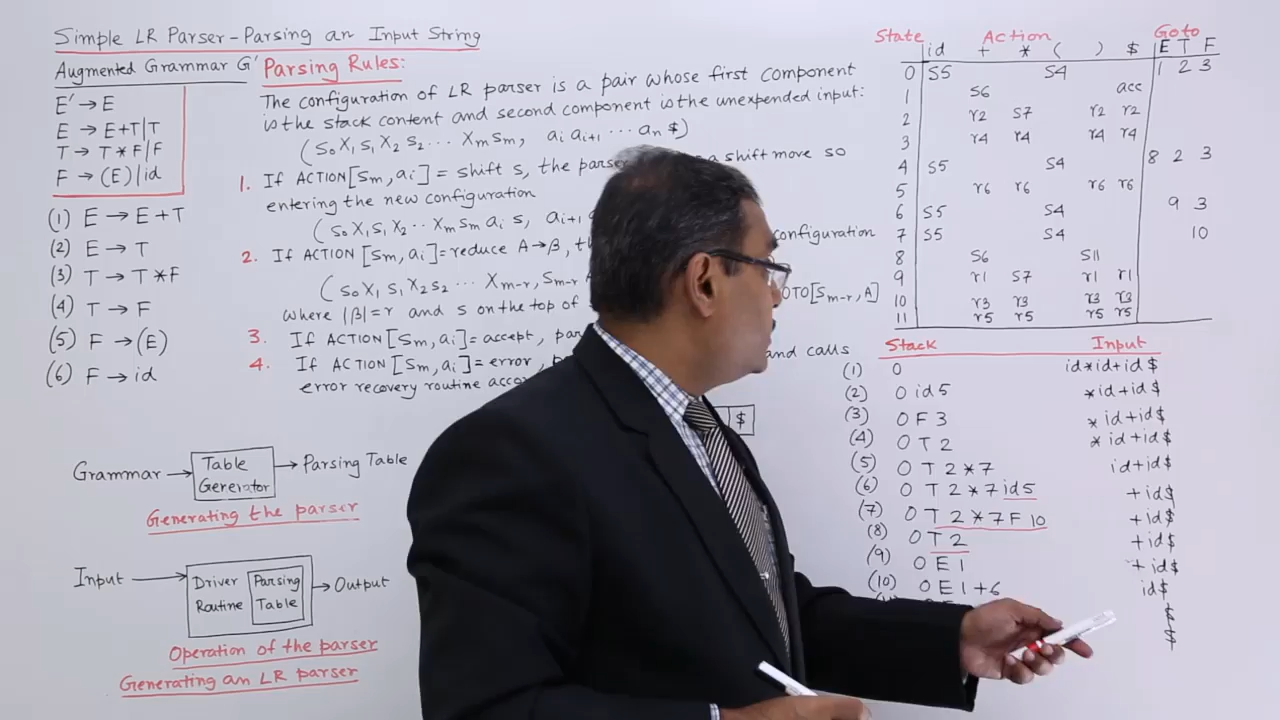 Simple LR Parser-Parsing an Input String
Augmented Grammar G'
E' → E
E → E+T|T
T → T*F|F
F → (E)|id
(1) E → E+T
(2) E → T
(3) T → T*F
(4) T → F
(5) F → (E)
(6) F → id
Grammar → Table Generator → Parsing Table
Generating the parser
Input → Driver Routine Parsing Table → Output
Operation of the parser
Generating an LR parser
Parsing Rules:
The configuration of LR parser is a pair whose first component
is the stack content and second component is the unexpended input:
(S₀X₁S₁X₂S₂... XₘSₘ, aᵢ aᵢ₊₁ ... aₙ $)
1. If ACTION[Sₘ,aᵢ] = shift s, the parser a shift move so
entering the new configuration
(S₀X₁S₁X₂.. XₘSₘ aᵢ s, aᵢ₊₁
2. If ACTION[Sₘ,aᵢ]=reduce A→β, configuration
(S₀X₁S₁X₂S₂ ... Xₘ₋ᵣ, Sₘ₋ᵣ GOTO[Sₘ₋ᵣ,A]
where |β|=r and s on the top of
3. If ACTION[Sₘ,aᵢ]=accept,
4. If ACTION[Sₘ,aᵢ]=error, and calls
error recovery routine
$
State Action Goto
id + * ( ) $ E T F
0 S5 S4 1 2 3
1 S6 acc
2 r2 S7 r2 r2
3 r4 r4 r4 r4
4 S5 S4 8 2 3
5 r6 r6 r6 r6
6 S5 S4 9 3
7 S5 S4 10
8 S6 S11
9 r1 S7 r1 r1
10 r3 r3 r3 r3
11 r5 r5 r5 r5
Stack Input
(1) 0 id*id+id$
(2) 0 id 5 *id+id$
(3) 0 F 3 *id+id$
(4) 0 T 2 *id+id$
(5) 0 T 2 * 7 id+id$
(6) 0 T 2 * 7 id 5 +id$
(7) 0 T 2 * 7 F 10 +id$
(8) 0 T 2 +id$
(9) 0 E 1 +id$
(10) 0 E 1 + 6 id$
$
$